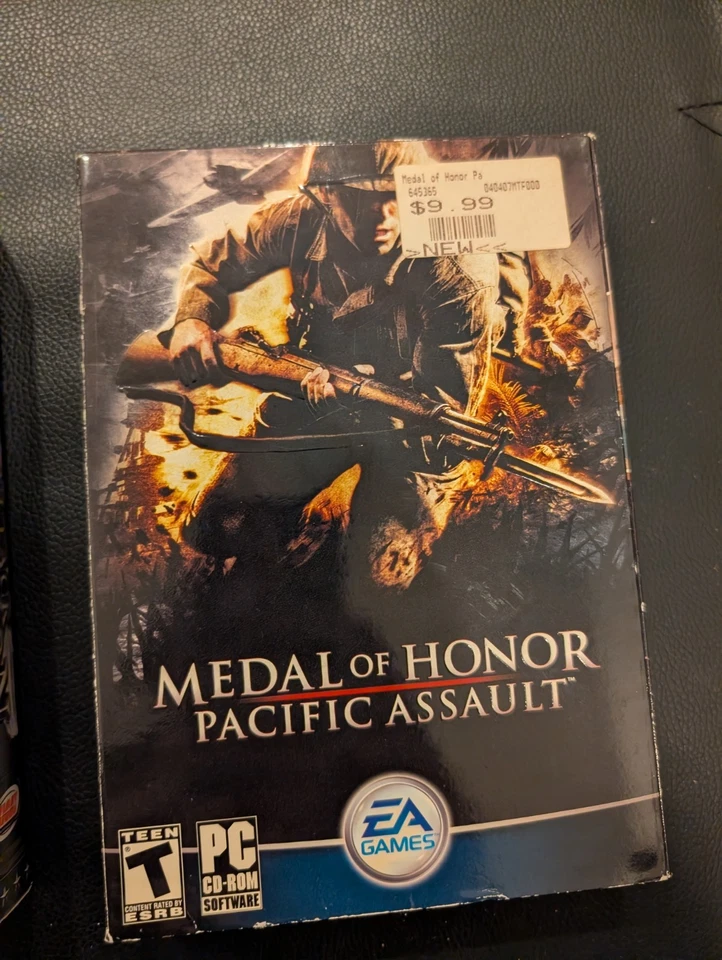 Medal of Honor Pa
645365 040407MTF000
$9.99
>NEW<<
MEDAL OF HONOR
PACIFIC ASSAULT™
EA
GAMES
TEEN
T
®
CONTENT RATED BY
ESRB
PC
CD-ROM
SOFTWARE